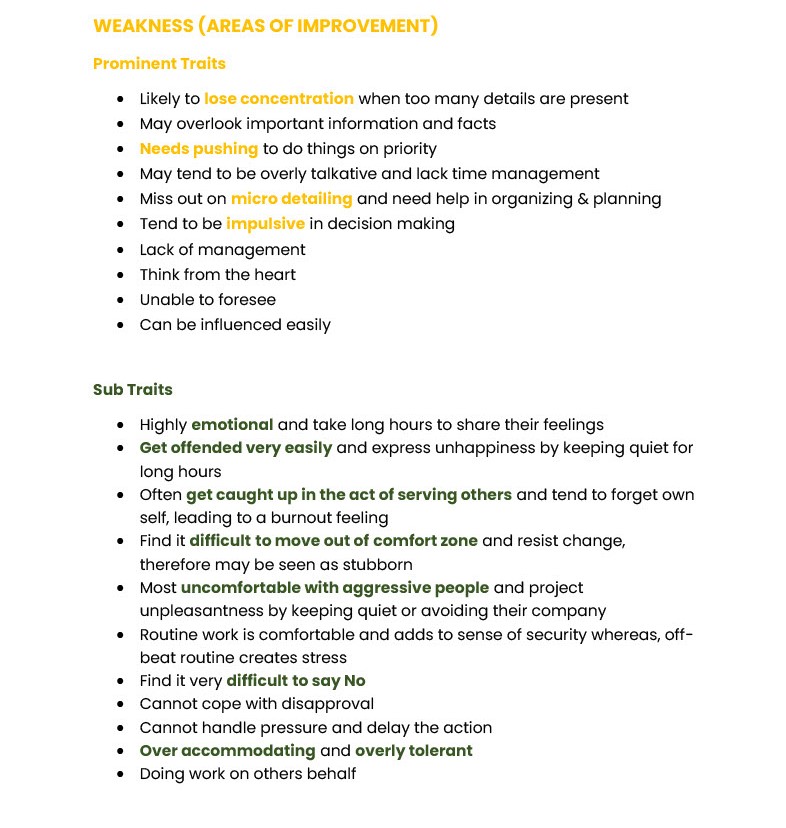 WEAKNESS (AREAS OF IMPROVEMENT)
Prominent Traits
• Likely to lose concentration when too many details are present
• May overlook important information and facts
• Needs pushing to do things on priority
• May tend to be overly talkative and lack time management
• Miss out on micro detailing and need help in organizing & planning
• Tend to be impulsive in decision making
• Lack of management
• Think from the heart
• Unable to foresee
• Can be influenced easily
Sub Traits
• Highly emotional and take long hours to share their feelings
• Get offended very easily and express unhappiness by keeping quiet for
long hours
• Often get caught up in the act of serving others and tend to forget own
self, leading to a burnout feeling
• Find it difficult to move out of comfort zone and resist change,
therefore may be seen as stubborn
• Most uncomfortable with aggressive people and project
unpleasantness by keeping quiet or avoiding their company
• Routine work is comfortable and adds to sense of security whereas, off-
beat routine creates stress
• Find it very difficult to say No
• Cannot cope with disapproval
• Cannot handle pressure and delay the action
• Over accommodating and overly tolerant
• Doing work on others behalf